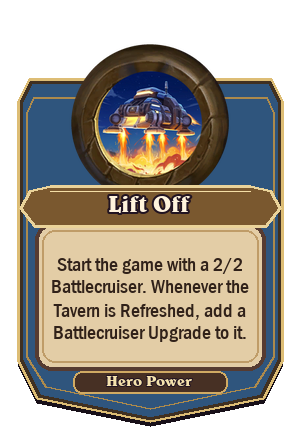 Lift Off
Start the game with a 2/2
Battlecruiser. Whenever the
Tavern is Refreshed, add a
Battlecruiser Upgrade to it.
Hero Power